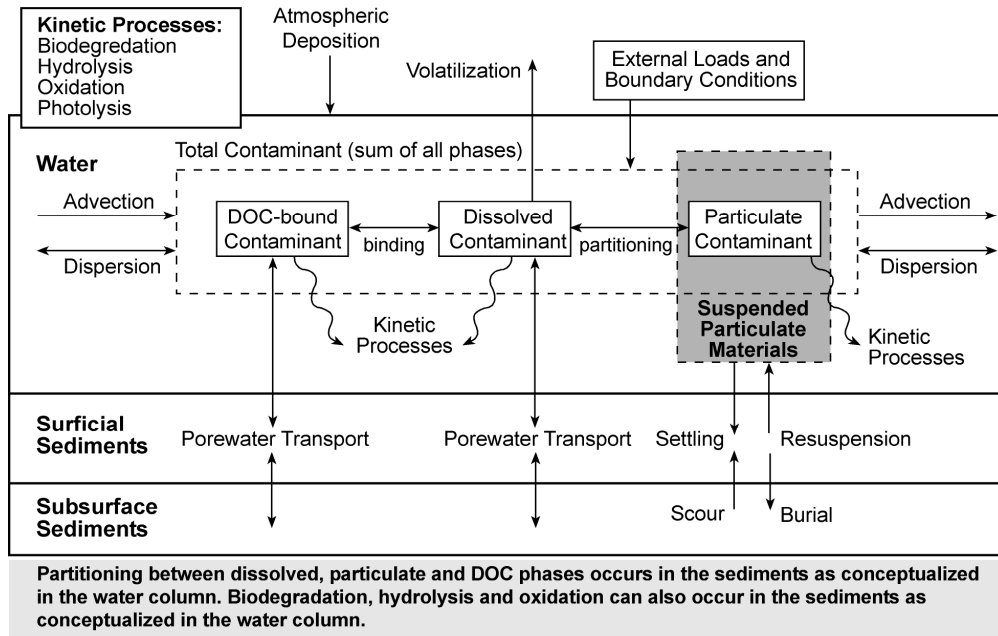 Kinetic Processes:
Biodegredation
Hydrolysis
Oxidation
Photolysis
Atmospheric
Deposition
Volatilization
External Loads and
Boundary Conditions
Water
Total Contaminant (sum of all phases)
Advection
Dispersion
DOC-bound
Contaminant
binding
Dissolved
Contaminant
partitioning
Particulate
Contaminant
Advection
Dispersion
Kinetic
Processes
Suspended
Particulate
Materials
Kinetic
Processes
Surficial
Sediments
Porewater Transport
Porewater Transport
Settling
Resuspension
Subsurface
Sediments
Scour
Burial
Partitioning between dissolved, particulate and DOC phases occurs in the sediments as conceptualized
in the water column. Biodegradation, hydrolysis and oxidation can also occur in the sediments as
conceptualized in the water column.